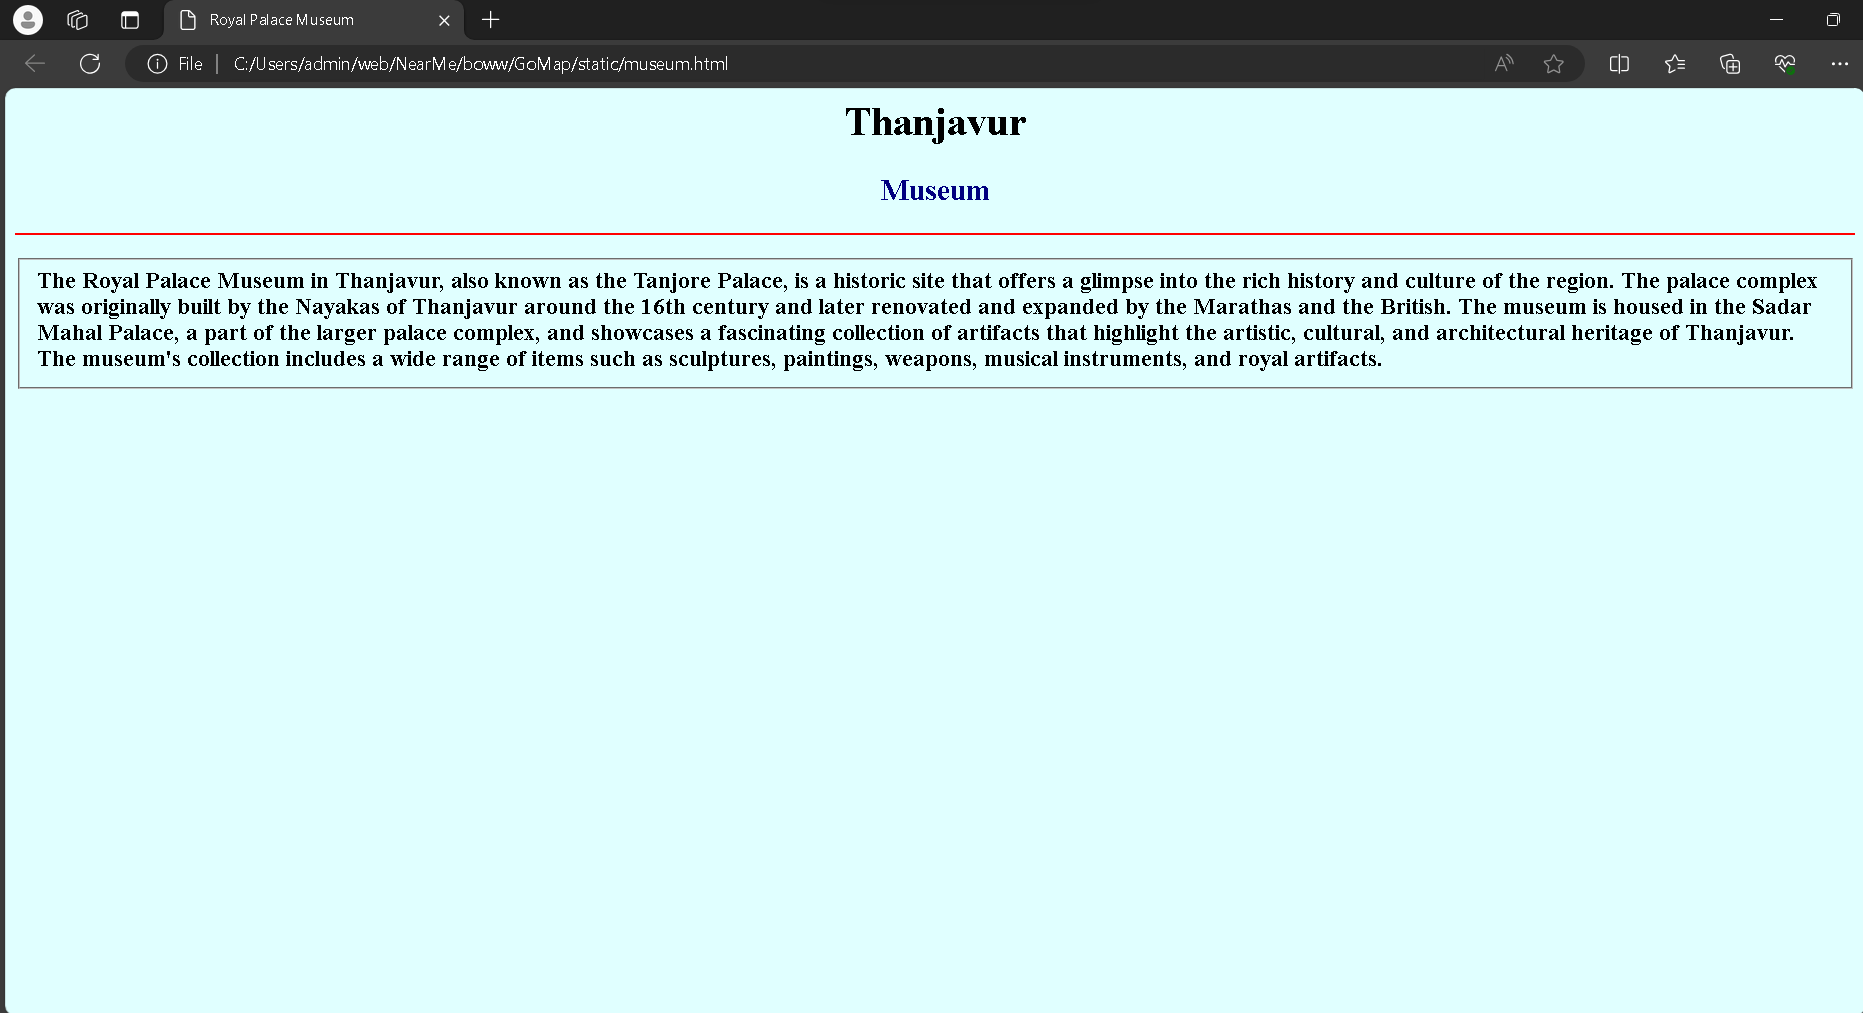 Royal Palace Museum
File
C:/Users/admin/web/NearMe/bcww/GoMap/static/museum.html
Thanjavur
Museum
The Royal Palace Museum in Thanjavur, also known as the Tanjore Palace, is a historic site that offers a glimpse into the rich history and culture of the region. The palace complex
was originally built by the Nayakas of Thanjavur around the 16th century and later renovated and expanded by the Marathas and the British. The museum is housed in the Sadar
Mahal Palace, a part of the larger palace complex, and showcases a fascinating collection of artifacts that highlight the artistic, cultural, and architectural heritage of Thanjavur.
The museum's collection includes a wide range of items such as sculptures, paintings, weapons, musical instruments, and royal artifacts.